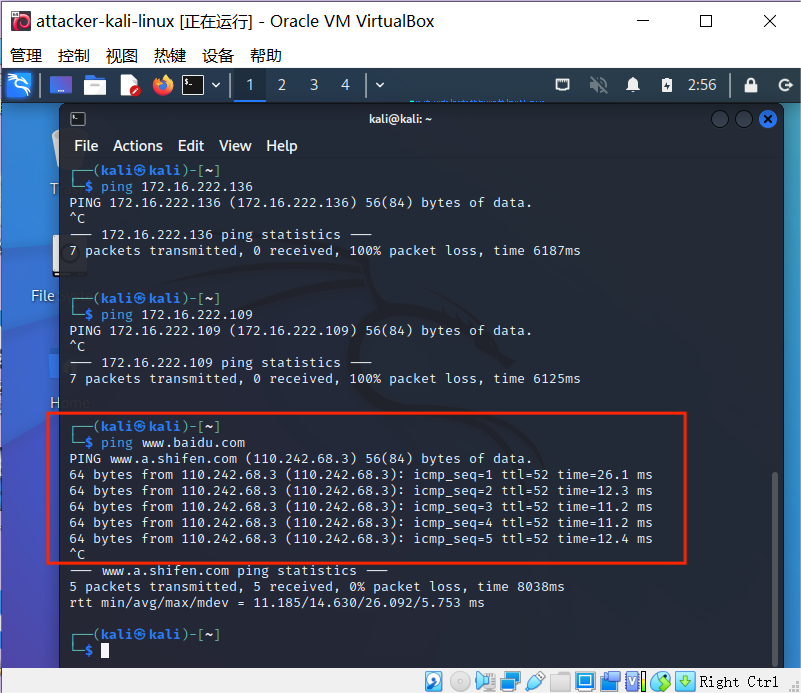 attacker-kali-linux [正在运行] - Oracle VM VirtualBox
管理 控制 视图 热键 设备 帮助
1 2 3 4 2:56
kali@kali: ~
File Actions Edit View Help
┌──(kali㉿kali)-[~]
└─$ ping 172.16.222.136
PING 172.16.222.136 (172.16.222.136) 56(84) bytes of data.
^C
--- 172.16.222.136 ping statistics ---
7 packets transmitted, 0 received, 100% packet loss, time 6187ms
┌──(kali㉿kali)-[~]
└─$ ping 172.16.222.109
PING 172.16.222.109 (172.16.222.109) 56(84) bytes of data.
^C
--- 172.16.222.109 ping statistics ---
7 packets transmitted, 0 received, 100% packet loss, time 6125ms
┌──(kali㉿kali)-[~]
└─$ ping www.baidu.com
PING www.a.shifen.com (110.242.68.3) 56(84) bytes of data.
64 bytes from 110.242.68.3 (110.242.68.3): icmp_seq=1 ttl=52 time=26.1 ms
64 bytes from 110.242.68.3 (110.242.68.3): icmp_seq=2 ttl=52 time=12.3 ms
64 bytes from 110.242.68.3 (110.242.68.3): icmp_seq=3 ttl=52 time=11.2 ms
64 bytes from 110.242.68.3 (110.242.68.3): icmp_seq=4 ttl=52 time=11.2 ms
64 bytes from 110.242.68.3 (110.242.68.3): icmp_seq=5 ttl=52 time=12.4 ms
^C
--- www.a.shifen.com ping statistics ---
5 packets transmitted, 5 received, 0% packet loss, time 8038ms
rtt min/avg/max/mdev = 11.185/14.630/26.092/5.753 ms
┌──(kali㉿kali)-[~]
└─$
File
Home
Right Ctrl